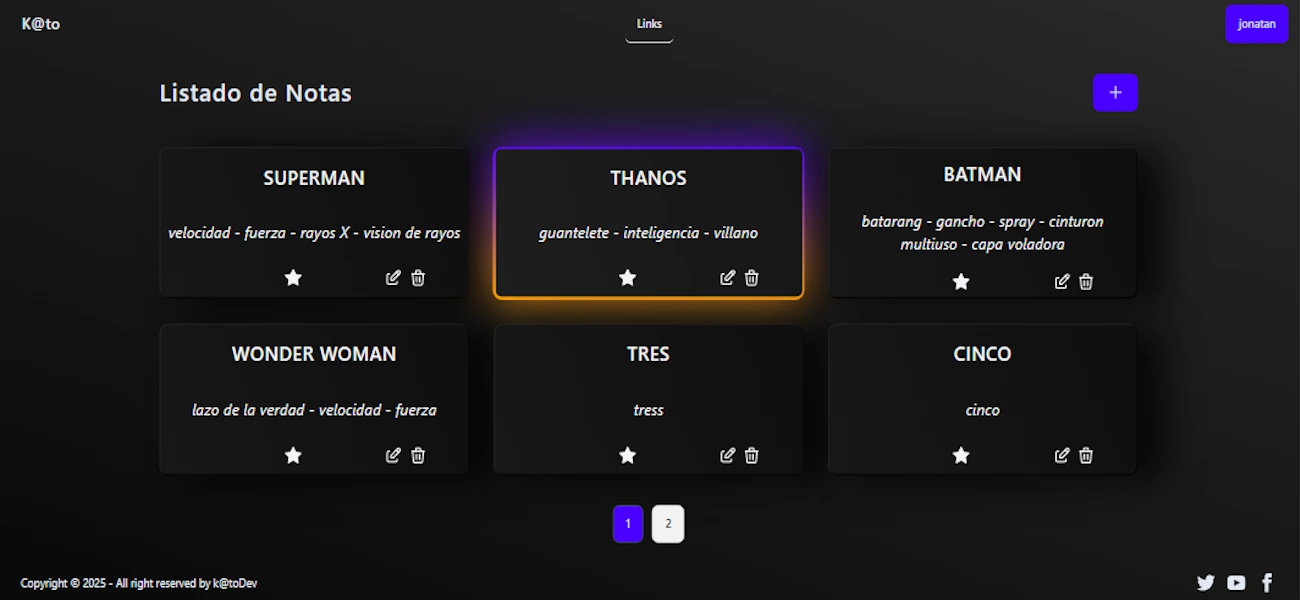 K@to
Links
jonatan
Listado de Notas
+
SUPERMAN
velocidad - fuerza - rayos X - vision de rayos
THANOS
guantelete - inteligencia - villano
BATMAN
batarang - gancho - spray - cinturon
multiuso - capa voladora
WONDER WOMAN
lazo de la verdad - velocidad - fuerza
TRES
tress
CINCO
cinco
1
2
Copyright © 2025 - All right reserved by k@toDev